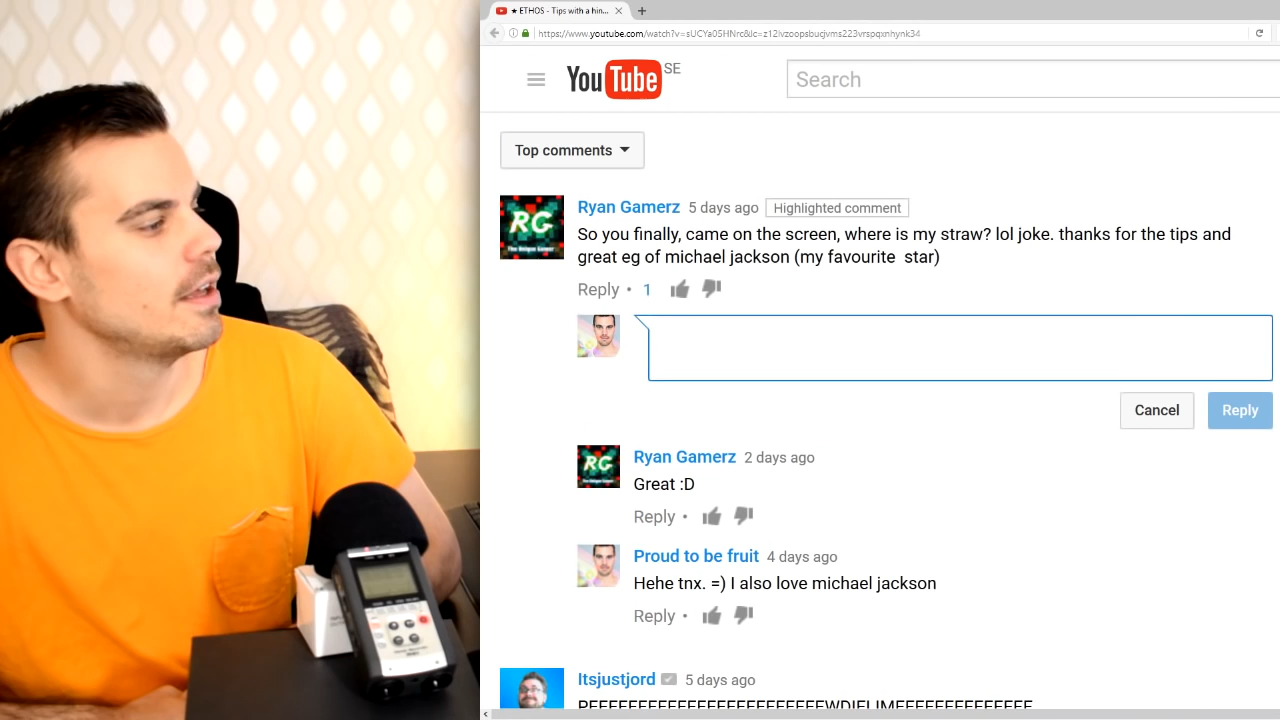 ★ ETHOS - Tips with a hin...
https://www.youtube.com/watch?v=sUCYa05HNrc&lc=z12lvzoopsbucjvms223vrspqxnhynk34
YouTube SE
Search
Top comments
RG
Ryan Gamerz 5 days ago Highlighted comment
So you finally, came on the screen, where is my straw? lol joke. thanks for the tips and
great eg of michael jackson (my favourite star)
Reply • 1
Cancel Reply
RG
Ryan Gamerz 2 days ago
Great :D
Reply •
Proud to be fruit 4 days ago
Hehe tnx. =) I also love michael jackson
Reply •
Itsjustjord 5 days ago